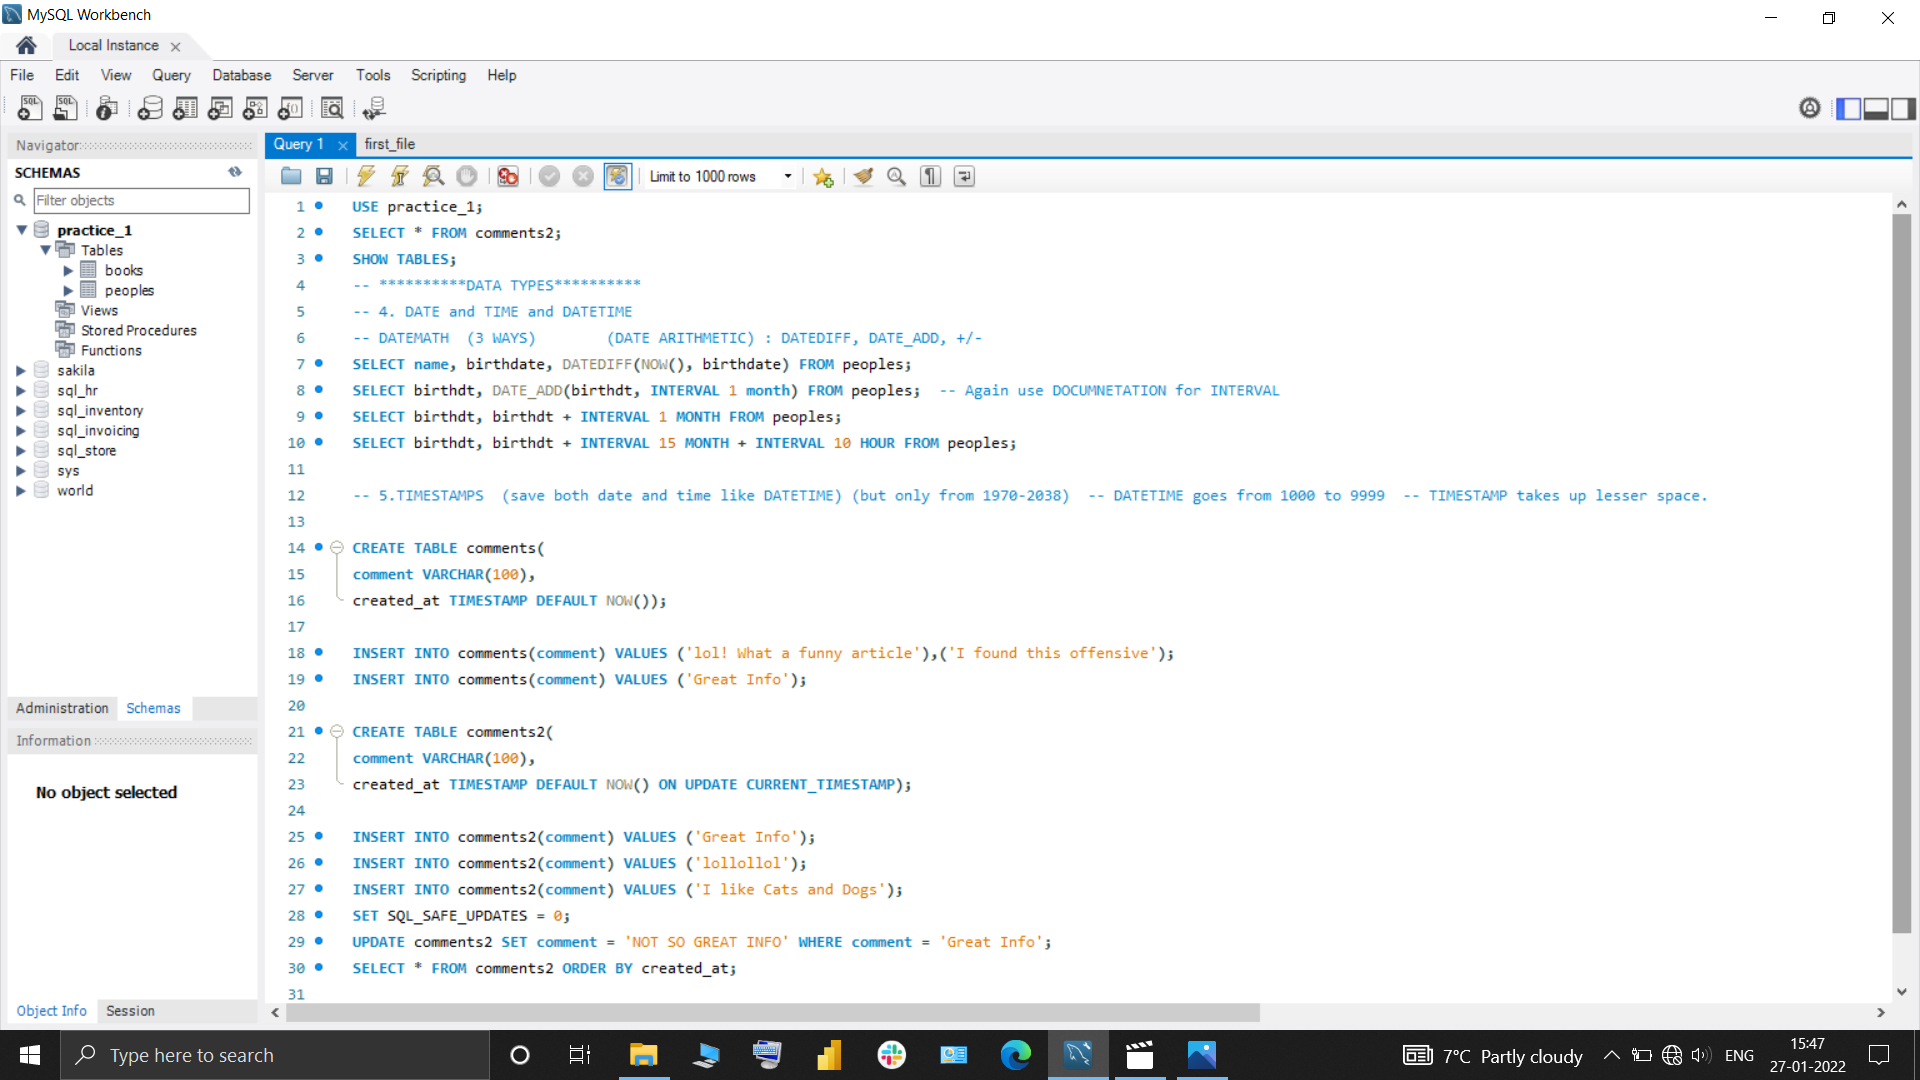 MySQL Workbench
Local Instance
File Edit View Query Database Server Tools Scripting Help
Navigator
SCHEMAS
Filter objects
practice_1
Tables
books
peoples
Views
Stored Procedures
Functions
sakila
sql_hr
sql_inventory
sql_invoicing
sql_store
sys
world
Administration Schemas
Information
No object selected
Object Info Session
Query 1 first_file
Limit to 1000 rows
1 USE practice_1;
2 SELECT * FROM comments2;
3 SHOW TABLES;
4 -- **********DATA TYPES**********
5 -- 4. DATE and TIME and DATETIME
6 -- DATEMATH (3 WAYS) (DATE ARITHMETIC) : DATEDIFF, DATE_ADD, +/-
7 SELECT name, birthdate, DATEDIFF(NOW(), birthdate) FROM peoples;
8 SELECT birthdt, DATE_ADD(birthdt, INTERVAL 1 month) FROM peoples; -- Again use DOCUMNETATION for INTERVAL
9 SELECT birthdt, birthdt + INTERVAL 1 MONTH FROM peoples;
10 SELECT birthdt, birthdt + INTERVAL 15 MONTH + INTERVAL 10 HOUR FROM peoples;
11
12 -- 5.TIMESTAMPS (save both date and time like DATETIME) (but only from 1970-2038) -- DATETIME goes from 1000 to 9999 -- TIMESTAMP takes up lesser space.
13
14 CREATE TABLE comments(
15 comment VARCHAR(100),
16 created_at TIMESTAMP DEFAULT NOW());
17
18 INSERT INTO comments(comment) VALUES ('lol! What a funny article'),('I found this offensive');
19 INSERT INTO comments(comment) VALUES ('Great Info');
20
21 CREATE TABLE comments2(
22 comment VARCHAR(100),
23 created_at TIMESTAMP DEFAULT NOW() ON UPDATE CURRENT_TIMESTAMP);
24
25 INSERT INTO comments2(comment) VALUES ('Great Info');
26 INSERT INTO comments2(comment) VALUES ('lollollol');
27 INSERT INTO comments2(comment) VALUES ('I like Cats and Dogs');
28 SET SQL_SAFE_UPDATES = 0;
29 UPDATE comments2 SET comment = 'NOT SO GREAT INFO' WHERE comment = 'Great Info';
30 SELECT * FROM comments2 ORDER BY created_at;
31
Type here to search
7°C Partly cloudy
ENG
15:47
27-01-2022